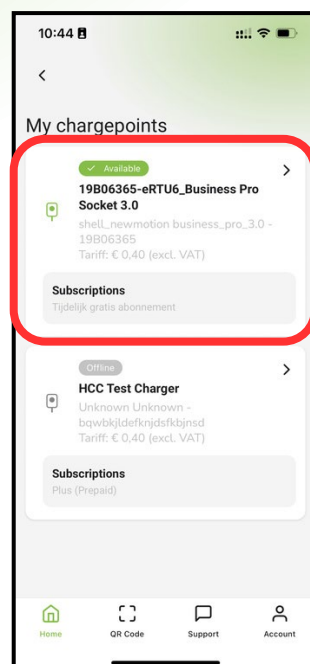 10:44
My chargepoints
Available
19B06365-eRTU6_Business Pro
Socket 3.0
shell_newmotion business_pro_3.0 -
19B06365
Tariff: € 0.40 (excl. VAT)
Subscriptions
Tijdelijk gratis abonnement
Offline
HCC Test Charger
Unknown Unknown -
bqwbkjldefknjdsfkbjnsd
Tariff: € 0,40 (excl. VAT)
Subscriptions
Plus (Prepaid)
Home
QR Code
Support
Account